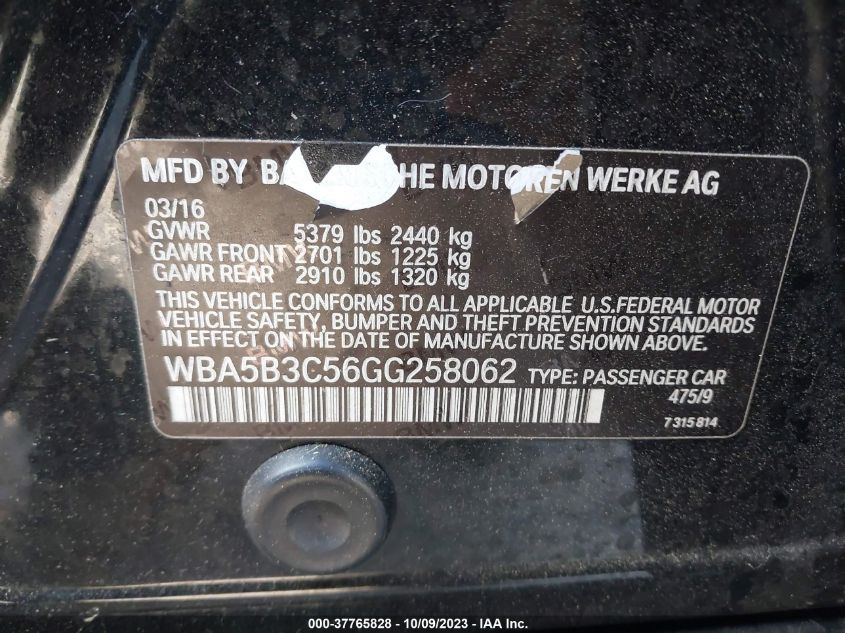 MFD BY BA CHE MOTOREN WERKE AG
03/16
GVWR 5379 lbs 2440 kg
GAWR FRONT 2701 lbs 1225 kg
GAWR REAR 2910 lbs 1320 kg
THIS VEHICLE CONFORMS TO ALL APPLICABLE U.S.FEDERAL MOTOR
VEHICLE SAFETY, BUMPER AND THEFT PREVENTION STANDARDS
IN EFFECT ON THE DATE OF MANUFACTURE SHOWN ABOVE.
WBA5B3C56GG258062 TYPE: PASSENGER CAR
475/9
7315814
000-37765828 - 10/09/2023 - IAA Inc.